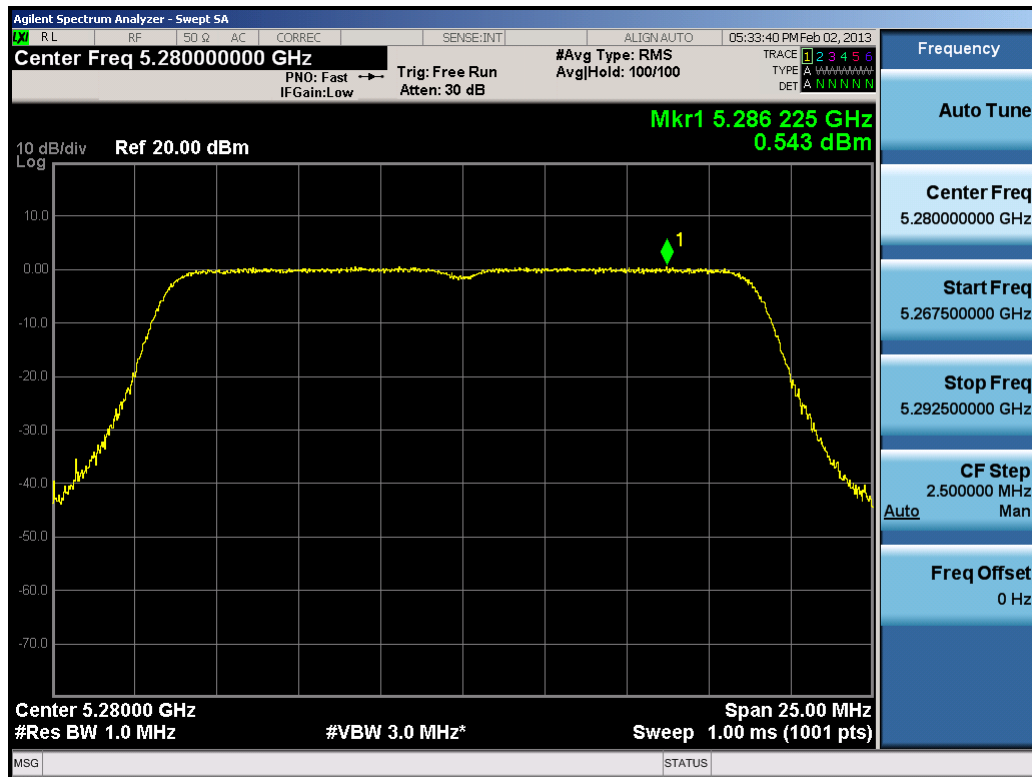 Agilent Spectrum Analyzer - Swept SA
LXI RL RF 50 Ω AC CORREC SENSE:INT ALIGNAUTO 05:33:40 PM Feb 02, 2013
Center Freq 5.280000000 GHz
PNO: Fast
IFGain:Low
Trig: Free Run
Atten: 30 dB
#Avg Type: RMS
Avg|Hold: 100/100
TRACE 1 2 3 4 5 6
TYPE A WWWWW
DET A N N N N N
Mkr1 5.286 225 GHz
0.543 dBm
10 dB/div Ref 20.00 dBm
Log
10.0
0.00
-10.0
-20.0
-30.0
-40.0
-50.0
-60.0
-70.0
1
Center 5.28000 GHz Span 25.00 MHz
#Res BW 1.0 MHz #VBW 3.0 MHz* Sweep 1.00 ms (1001 pts)
MSG STATUS
Frequency
Auto Tune
Center Freq
5.280000000 GHz
Start Freq
5.267500000 GHz
Stop Freq
5.292500000 GHz
CF Step
2.500000 MHz
Auto Man
Freq Offset
0 Hz